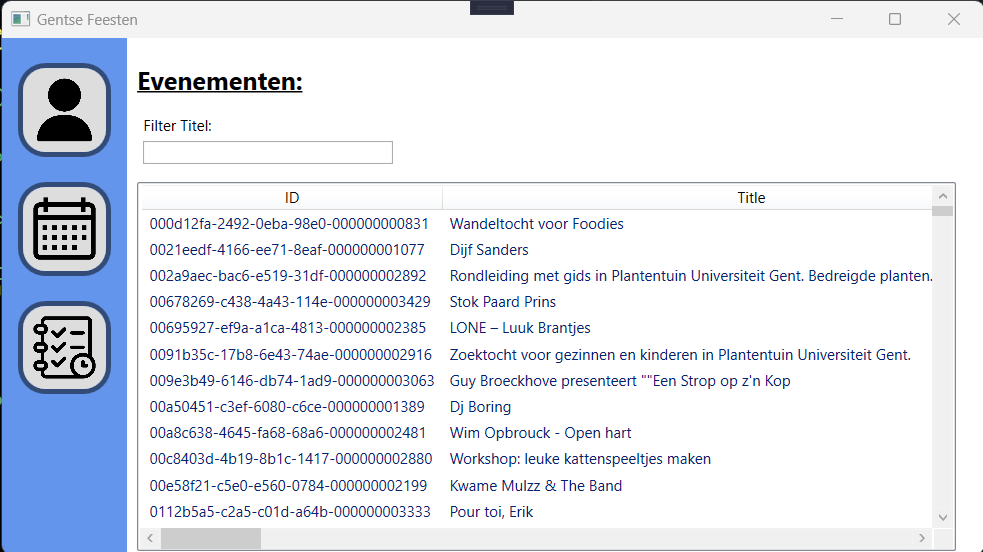 Gentse Feesten
Evenementen:
Filter Titel:
ID Title
000d12fa-2492-0eba-98e0-000000000831 Wandeltocht voor Foodies
0021eedf-4166-ee71-8eaf-000000001077 Dijf Sanders
002a9aec-bac6-e519-31df-000000002892 Rondleiding met gids in Plantentuin Universiteit Gent. Bedreigde planten.
00678269-c438-4a43-114e-000000003429 Stok Paard Prins
00695927-ef9a-a1ca-4813-000000002385 LONE – Luuk Brantjes
0091b35c-17b8-6e43-74ae-000000002916 Zoektocht voor gezinnen en kinderen in Plantentuin Universiteit Gent.
009e3b49-6146-db74-1ad9-000000003063 Guy Broeckhove presenteert ""Een Strop op z'n Kop
00a50451-c3ef-6080-c6ce-000000001389 Dj Boring
00a8c638-4645-fa68-68a6-000000002481 Wim Opbrouck - Open hart
00c8403d-4b19-8b1c-1417-000000002880 Workshop: leuke kattenspeeltjes maken
00e58f21-c5e0-e560-0784-000000002199 Kwame Mulzz & The Band
0112b5a5-c2a5-c01d-a64b-000000003333 Pour toi, Erik